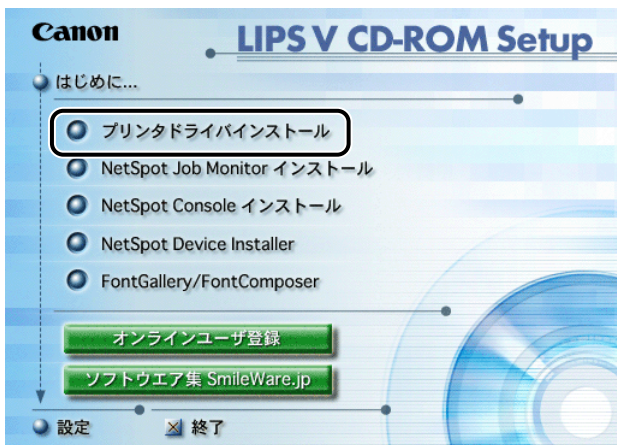 Canon
LIPS V CD-ROM Setup
はじめに...
プリンタドライバインストール
NetSpot Job Monitor インストール
NetSpot Console インストール
NetSpot Device Installer
FontGallery/FontComposer
オンラインユーザ登録
ソフトウエア集 SmileWare.jp
設定
終了